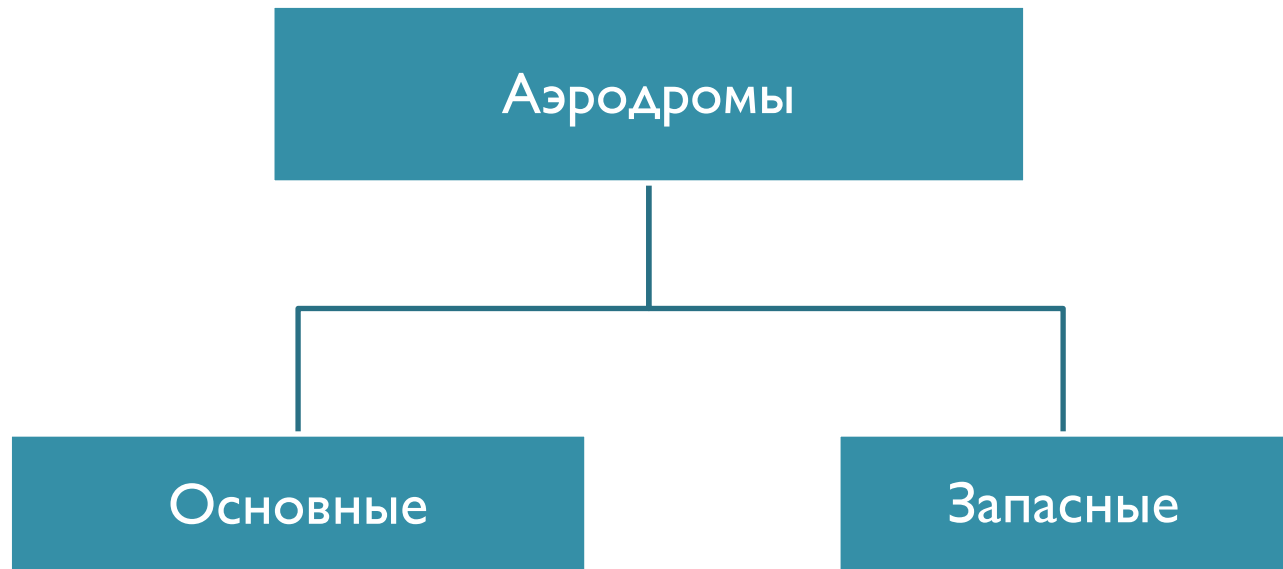 Аэродромы
Основные
Запасные